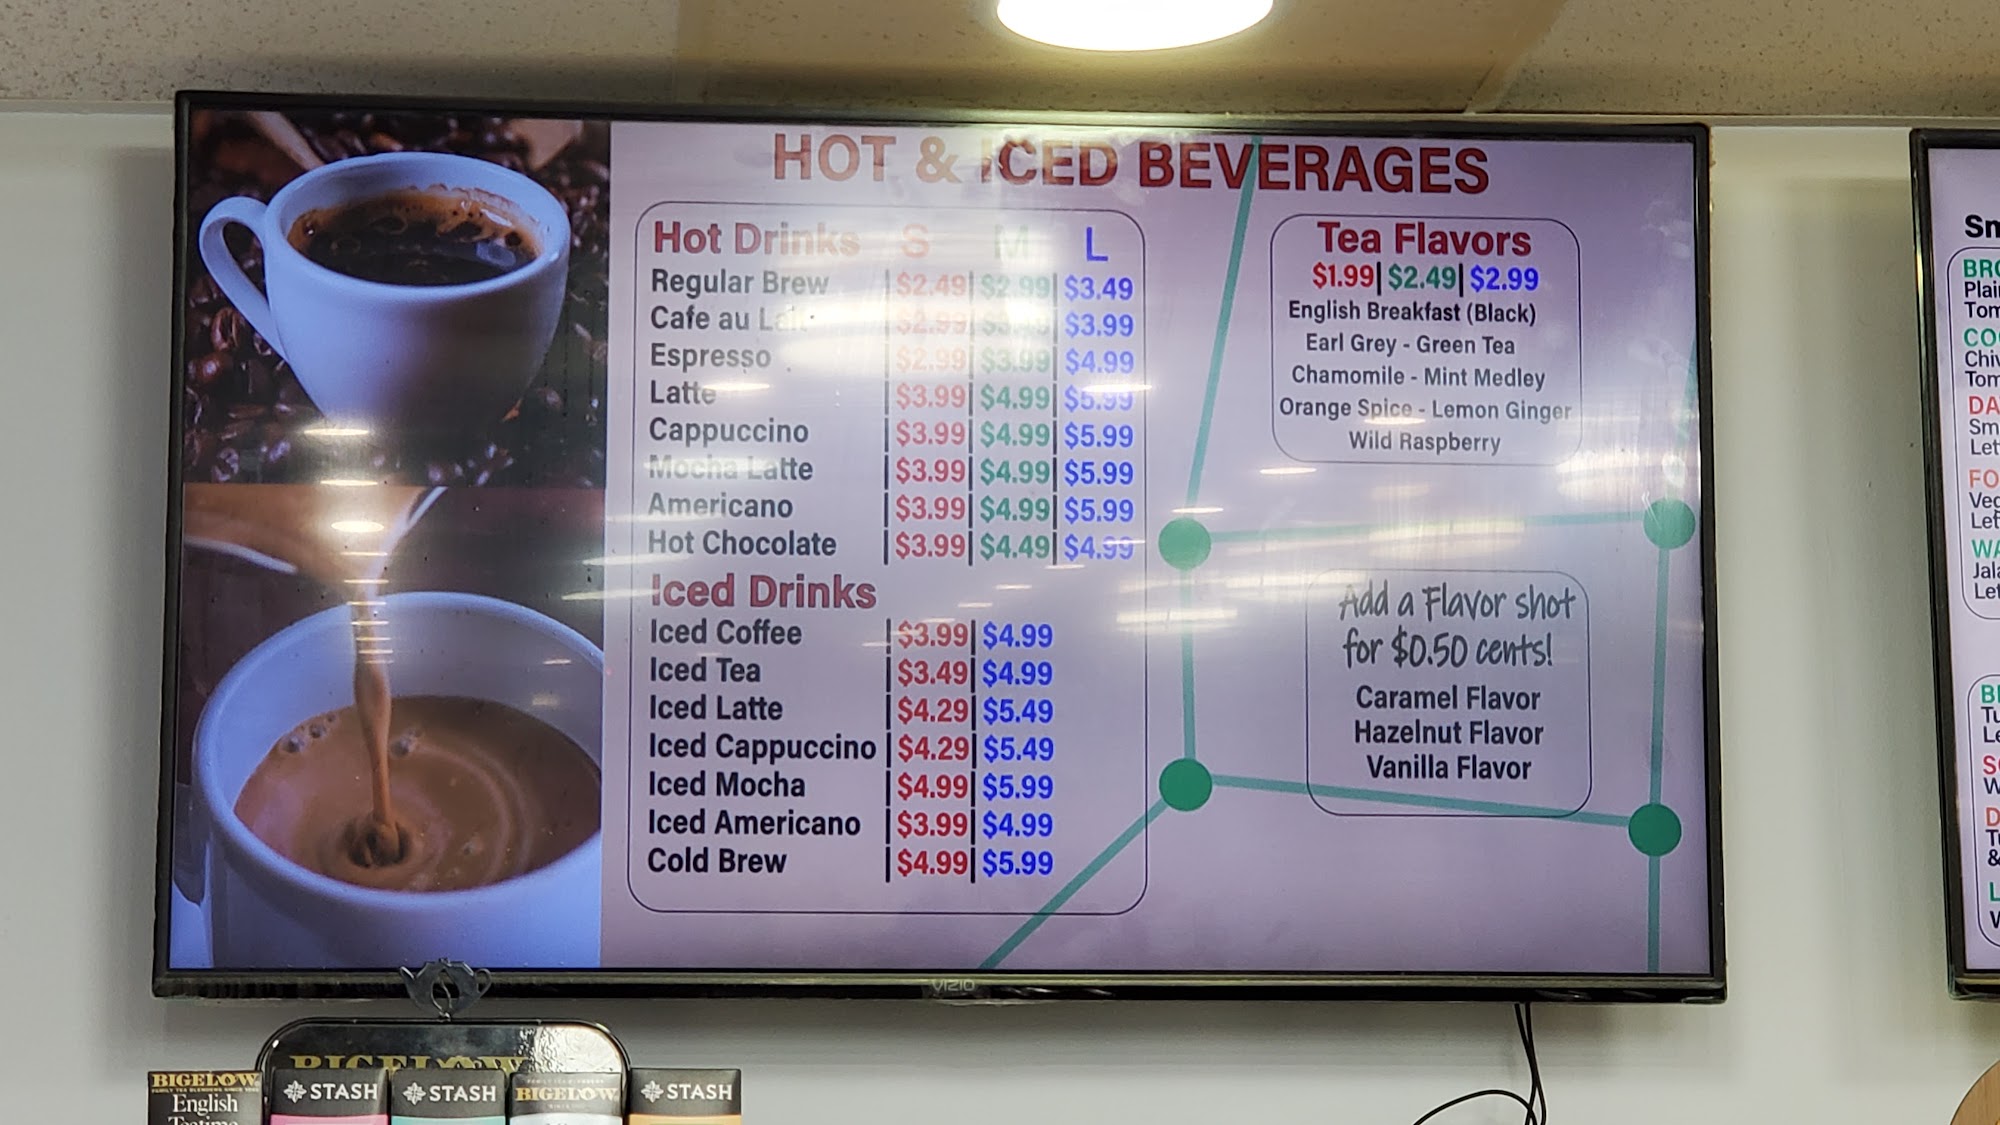 HOT & ICED BEVERAGES
Hot Drinks S M L
Regular Brew $2.49 $2.99 $3.49
Cafe au Lait $2.99 $3.99
Espresso $2.99 $3.99 $4.99
Latte $3.99 $4.99 $5.99
Cappuccino $3.99 $4.99 $5.99
Mocha Latte $3.99 $4.99 $5.99
Americano $3.99 $4.99 $5.99
Hot Chocolate $3.99 $4.49 $4.99
Iced Drinks
Iced Coffee $3.99 $4.99
Iced Tea $3.49 $4.99
Iced Latte $4.29 $5.49
Iced Cappuccino $4.29 $5.49
Iced Mocha $4.99 $5.99
Iced Americano $3.99 $4.99
Cold Brew $4.99 $5.99
Tea Flavors
$1.99 $2.49 $2.99
English Breakfast (Black)
Earl Grey - Green Tea
Chamomile - Mint Medley
Orange Spice - Lemon Ginger
Wild Raspberry
Add a Flavor shot
for $0.50 cents!
Caramel Flavor
Hazelnut Flavor
Vanilla Flavor
VIZIO
BIGELOW
BIGELOW
English
Teatime
STASH
STASH
BIGELOW
STASH